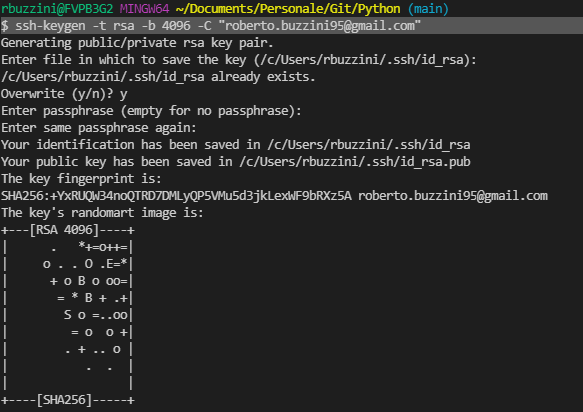 rbuzzini@FVPB3G2 MINGW64 ~/Documents/Personale/Git/Python (main)
$ ssh-keygen -t rsa -b 4096 -C "roberto.buzzini95@gmail.com"
Generating public/private rsa key pair.
Enter file in which to save the key (/c/Users/rbuzzini/.ssh/id_rsa):
/c/Users/rbuzzini/.ssh/id_rsa already exists.
Overwrite (y/n)? y
Enter passphrase (empty for no passphrase):
Enter same passphrase again:
Your identification has been saved in /c/Users/rbuzzini/.ssh/id_rsa
Your public key has been saved in /c/Users/rbuzzini/.ssh/id_rsa.pub
The key fingerprint is:
SHA256:+YxRUQW34noQTRD7DMLyQP5VMu5d3jkLexWF9bRXz5A roberto.buzzini95@gmail.com
The key's randomart image is:
+---[RSA 4096]----+
|      .   *+=o++=|
|     o . . O .E=*|
|      + o B o oo=|
|       = * B + .+|
|        S o =..oo|
|         = o  o +|
|        . + .. o |
|           .  .  |
|                 |
+----[SHA256]-----+